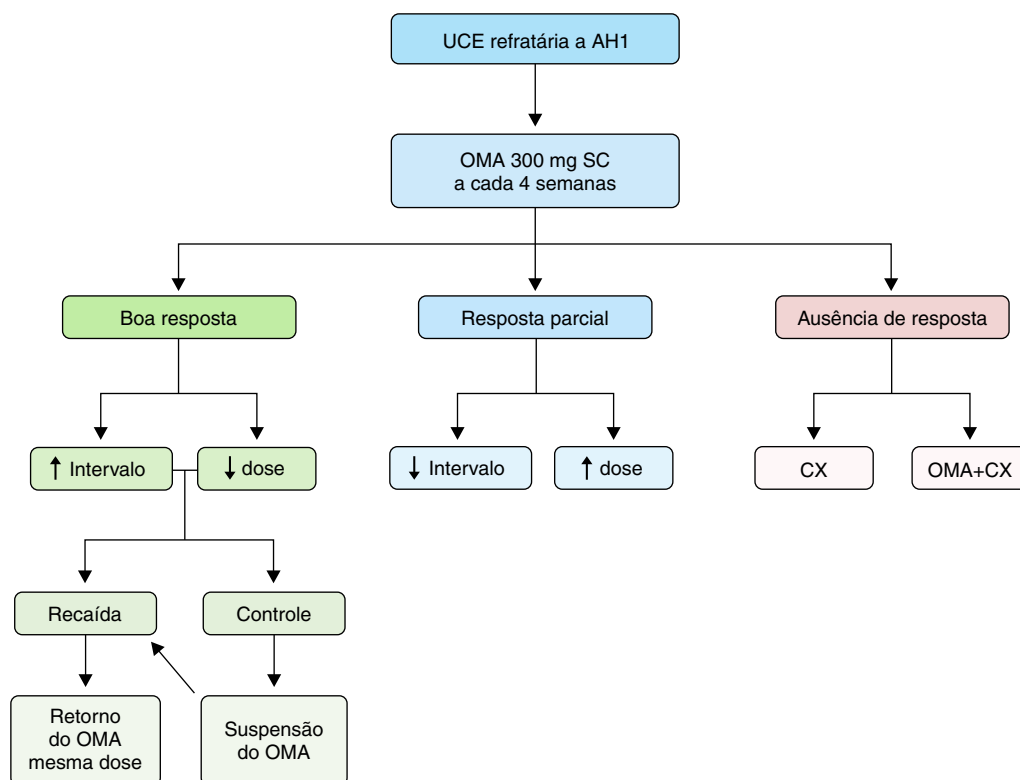 UCE refratária a AH1
OMA 300 mg SC
a cada 4 semanas
Boa resposta
Resposta parcial
Ausência de resposta
↑ Intervalo
↓ dose
↓ Intervalo
↑ dose
CX
OMA+CX
Recaída
Controle
Retorno
do OMA
mesma dose
Suspensão
do OMA